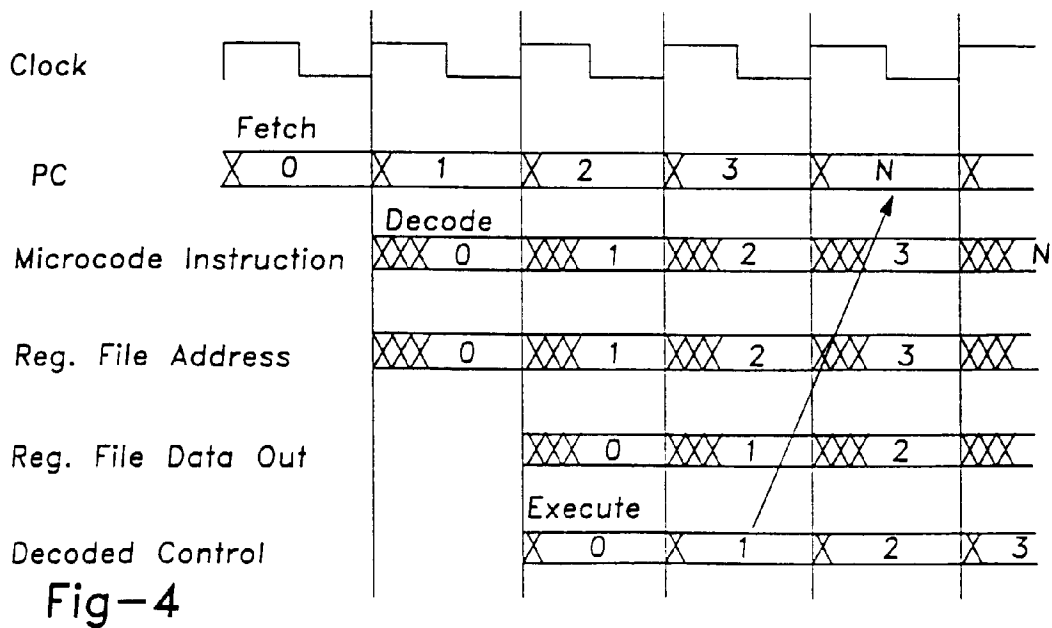 Clock
Fetch
PC 0 1 2 3 N
Decode
Microcode Instruction 0 1 2 3 N
Reg. File Address 0 1 2 3
Reg. File Data Out 0 1 2
Execute
Decoded Control 0 1 2 3
Fig-4